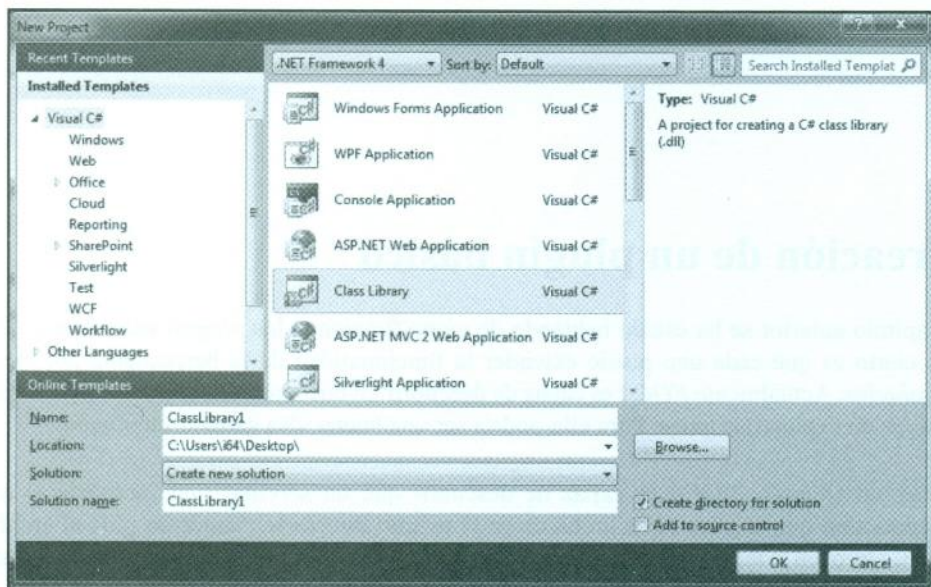 New Project
Recent Templates
Installed Templates
Visual C#
Windows
Web
Office
Cloud
Reporting
SharePoint
Silverlight
Test
WCF
Workflow
Other Languages
Online Templates
.NET Framework 4
Sort by: Default
Search Installed Templat
Windows Forms Application Visual C#
WPF Application Visual C#
Console Application Visual C#
ASP.NET Web Application Visual C#
Class Library Visual C#
ASP.NET MVC 2 Web Application Visual C#
Silverlight Application Visual C#
Type: Visual C#
A project for creating a C# class library
(.dll)
Name: ClassLibrary1
Location: C:\Users\i64\Desktop\
Browse...
Solution: Create new solution
Solution name: ClassLibrary1
Create directory for solution
Add to source control
OK Cancel